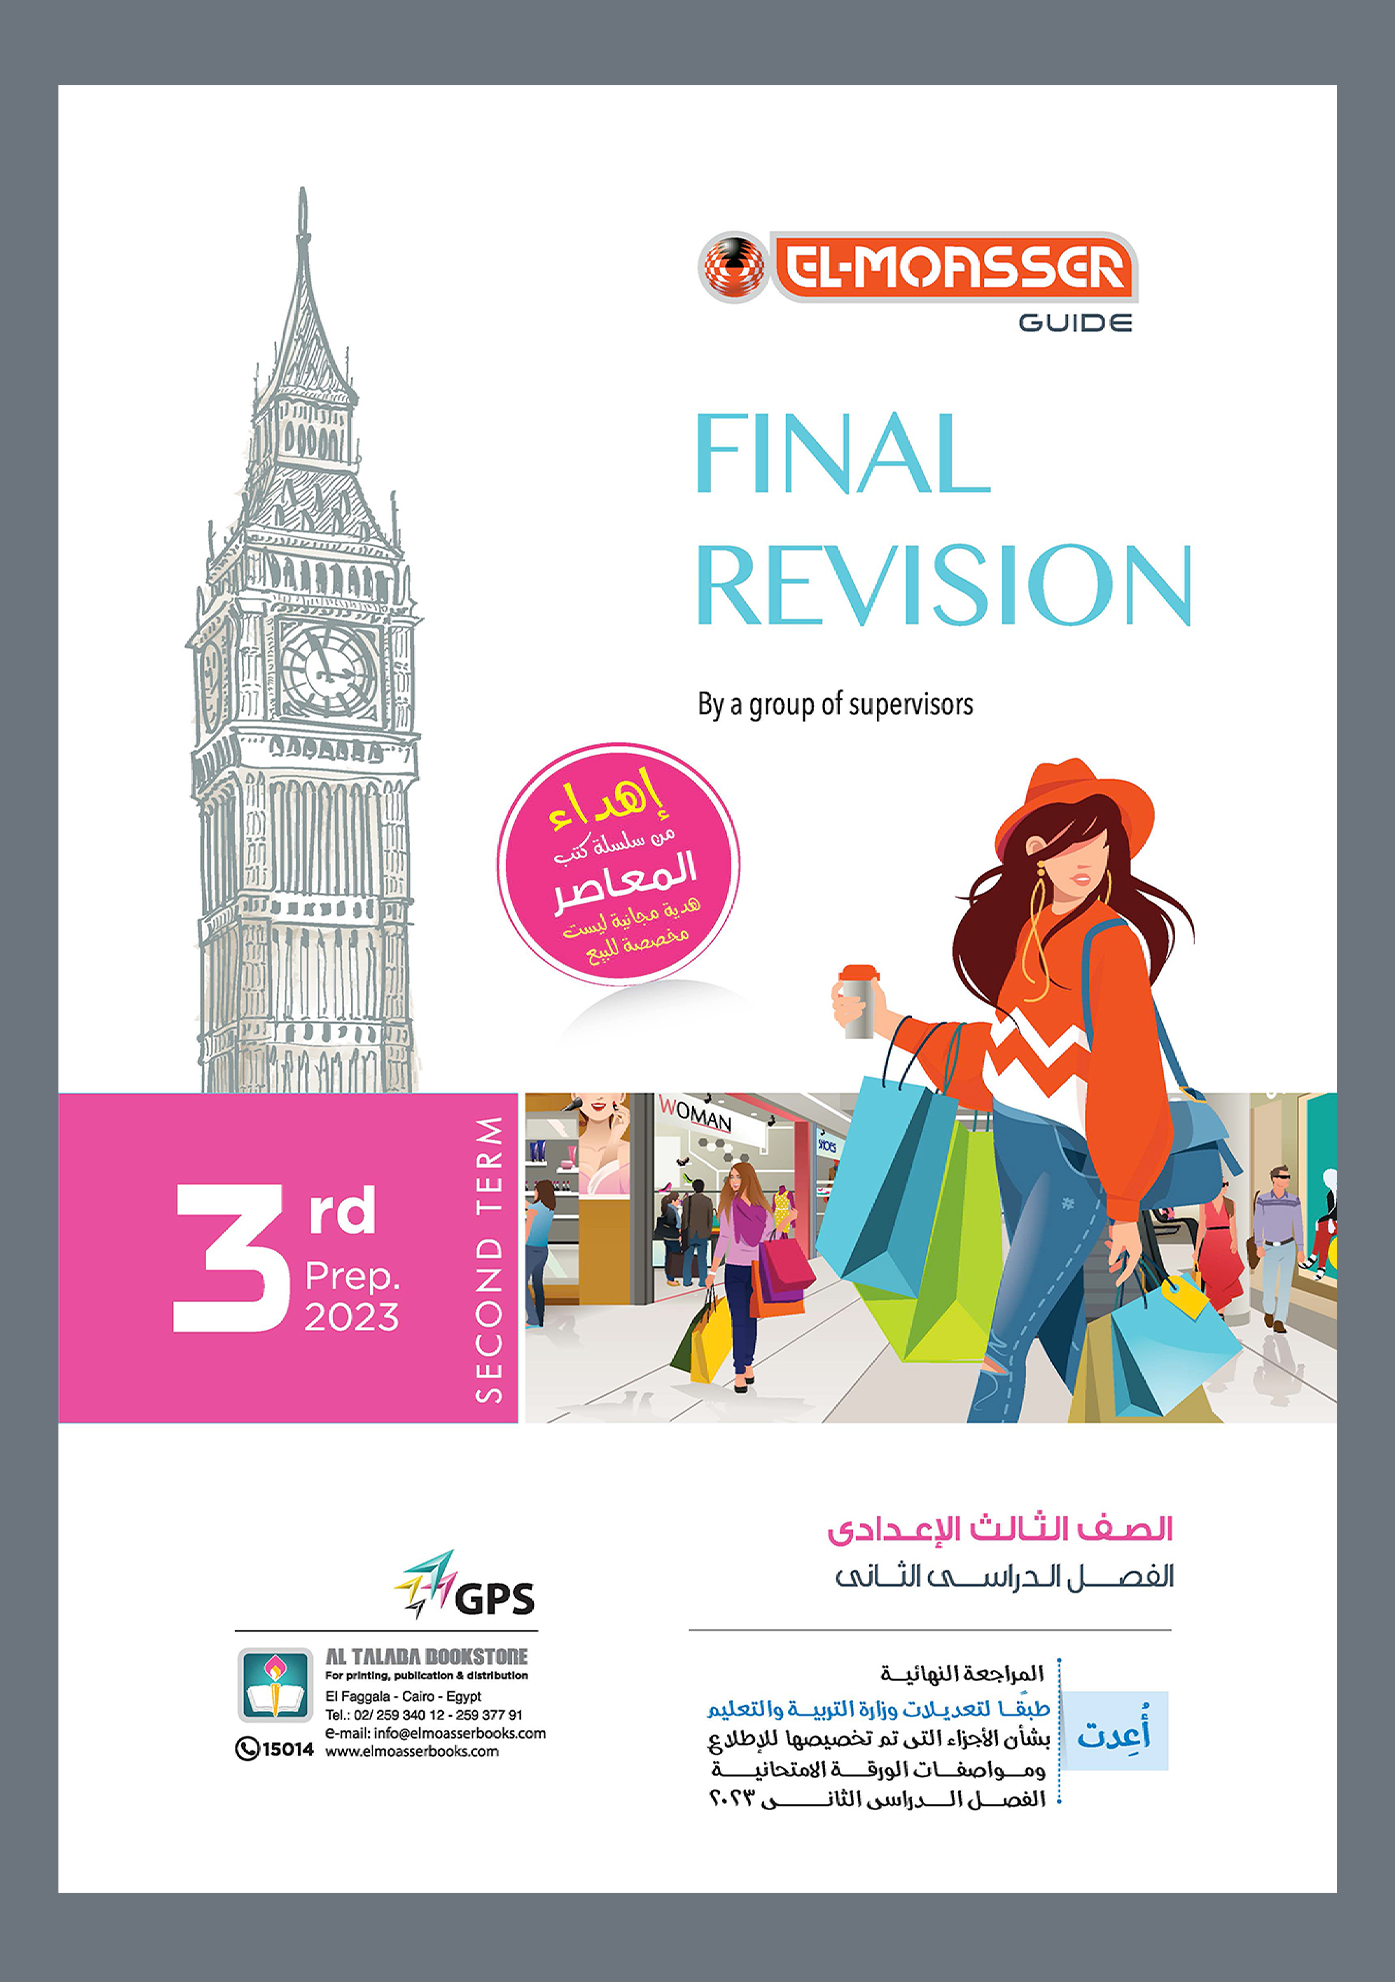 EL-MOASSER
GUIDE
FINAL
REVISION
By a group of supervisors
إهداء
من سلسلة كتب
المعاصر
هدية مجانية ليست
مخصصة للبيع
WOMAN
SHOES
3rd
Prep.
2023
SECOND TERM
الصف الثالث الإعدادى
الفصل الدراسى الثانى
GPS
AL TALABA BOOKSTORE
For printing, publication & distribution
El Faggala - Cairo - Egypt
Tel.: 02/ 259 340 12 - 259 377 91
e-mail: info@elmoasserbooks.com
15014 www.elmoasserbooks.com
أُعِدت
المراجعة النهائية
طبقًا لتعديلات وزارة التربية والتعليم
بشأن الأجزاء التى تم تخصيصها للإطلاع
ومواصفات الورقة الامتحانية
الفصل الدراسى الثانى ٢٠٢٣